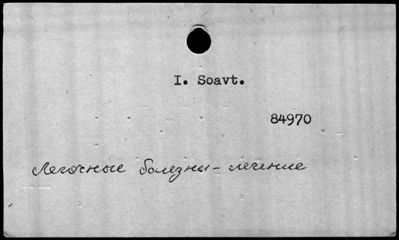 I. Soavt.
84970
Легочные болезни - лечение